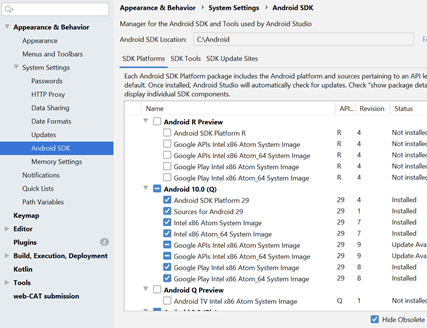 Appearance & Behavior > System Settings > Android SDK
Manager for the Android SDK and Tools used by Android Studio
Android SDK Location: C:\Android
SDK Platforms SDK Tools SDK Update Sites
Each Android SDK Platform package includes the Android platform and sources pertaining to an API le
default. Once installed, Android Studio will automatically check for updates. Check "show package deta
display individual SDK components.
Appearance & Behavior
Appearance
Menus and Toolbars
System Settings
Passwords
HTTP Proxy
Data Sharing
Date Formats
Updates
Android SDK
Memory Settings
Notifications
Quick Lists
Path Variables
Keymap
Editor
Plugins 4
Build, Execution, Deployment
Kotlin
Tools
web-CAT submission
Name API... Revision Status
Android R Preview
Android SDK Platform R R 4 Not installed
Google APIs Intel x86 Atom System Image R 4 Not installed
Google APIs Intel x86 Atom_64 System Image R 4 Not installed
Google Play Intel x86 Atom System Image R 4 Not installed
Google Play Intel x86 Atom_64 System Image R 4 Not installed
Android 10.0 (Q)
Android SDK Platform 29 29 4 Installed
Sources for Android 29 29 1 Installed
Intel x86 Atom System Image 29 7 Installed
Intel x86 Atom_64 System Image 29 7 Installed
Google APIs Intel x86 Atom System Image 29 9 Update Ava
Google APIs Intel x86 Atom_64 System Image 29 9 Update Ava
Google Play Intel x86 Atom System Image 29 8 Installed
Google Play Intel x86 Atom_64 System Image 29 8 Installed
Android Q Preview
Android TV Intel x86 Atom System Image Q 1 Not installed
Hide Obsolete